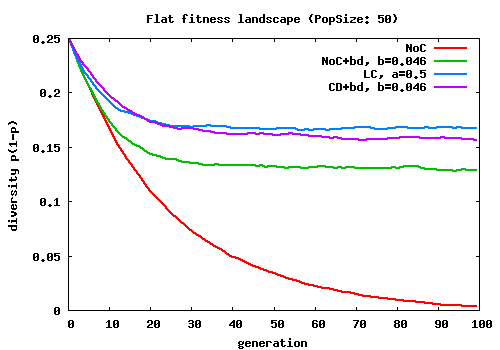 Flat fitness landscape (PopSize: 50)
NoC
NoC+bd, b=0.046
LC, a=0.5
CD+bd, b=0.046
diversity p(1-p)
0.25
0.2
0.15
0.1
0.05
0
0 10 20 30 40 50 60 70 80 90 100
generation